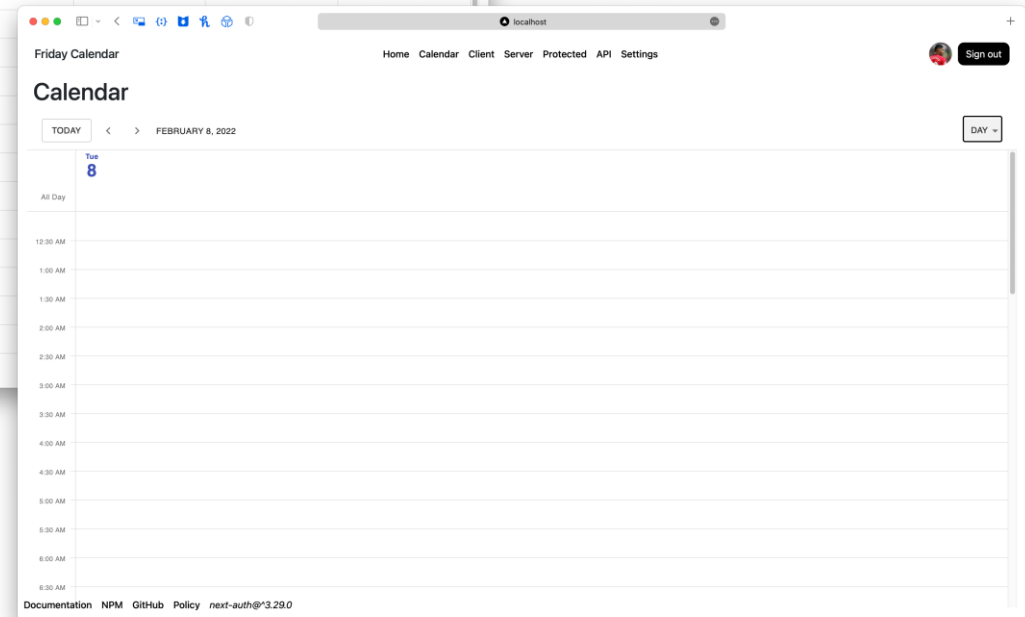 localhost
Friday Calendar Home Calendar Client Server Protected API Settings Sign out
Calendar
TODAY FEBRUARY 8, 2022 DAY
Tue
8
All Day
12:30 AM
1:00 AM
1:30 AM
2:00 AM
2:30 AM
3:00 AM
3:30 AM
4:00 AM
4:30 AM
5:00 AM
5:30 AM
6:00 AM
6:30 AM
Documentation NPM GitHub Policy next-auth@^3.29.0